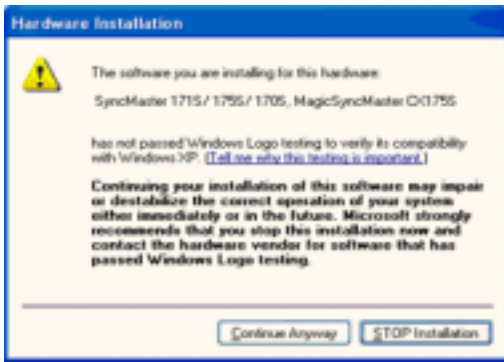 Hardware Installation
The software you are installing for this hardware:
SyncMaster 171S/ 175S/ 170S, MagicSyncMaster CX175S
has not passed Windows Logo testing to verify its compatibility
with Windows XP. (Tell me why this testing is important.)
Continuing your installation of this software may impair
or destabilize the correct operation of your system
either immediately or in the future. Microsoft strongly
recommends that you stop this installation now and
contact the hardware vendor for software that has
passed Windows Logo testing.
Continue Anyway
STOP Installation